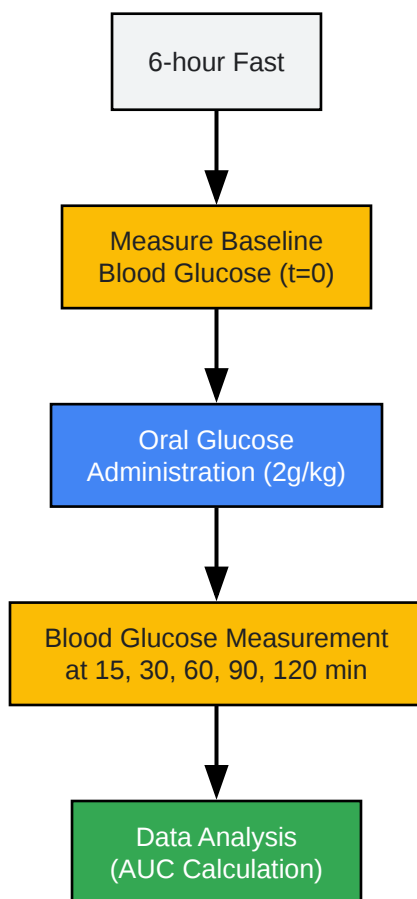 6-hour Fast
Measure Baseline
Blood Glucose (t=0)
Oral Glucose
Administration (2g/kg)
Blood Glucose Measurement
at 15, 30, 60, 90, 120 min
Data Analysis
(AUC Calculation)